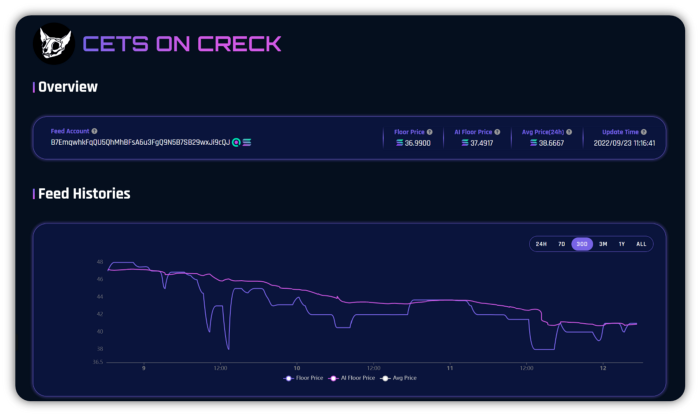 CETS ON CRECK
Overview
Feed Account
Floor Price
AI Floor Price
Avg Price(24h)
Update Time
B7EmqwhkFqQU5QhMhBFsA6u3FgQ9N5B7SB29wxJi9cQJ
36.9900
37.4917
38.6667
2022/09/23 11:16:41
Feed Histories
24H 7D 30D 3M 1Y ALL
48
46
44
42
40
38
36.5
9 12:00 10 12:00 11 12:00 12
Floor Price AI Floor Price Avg Price